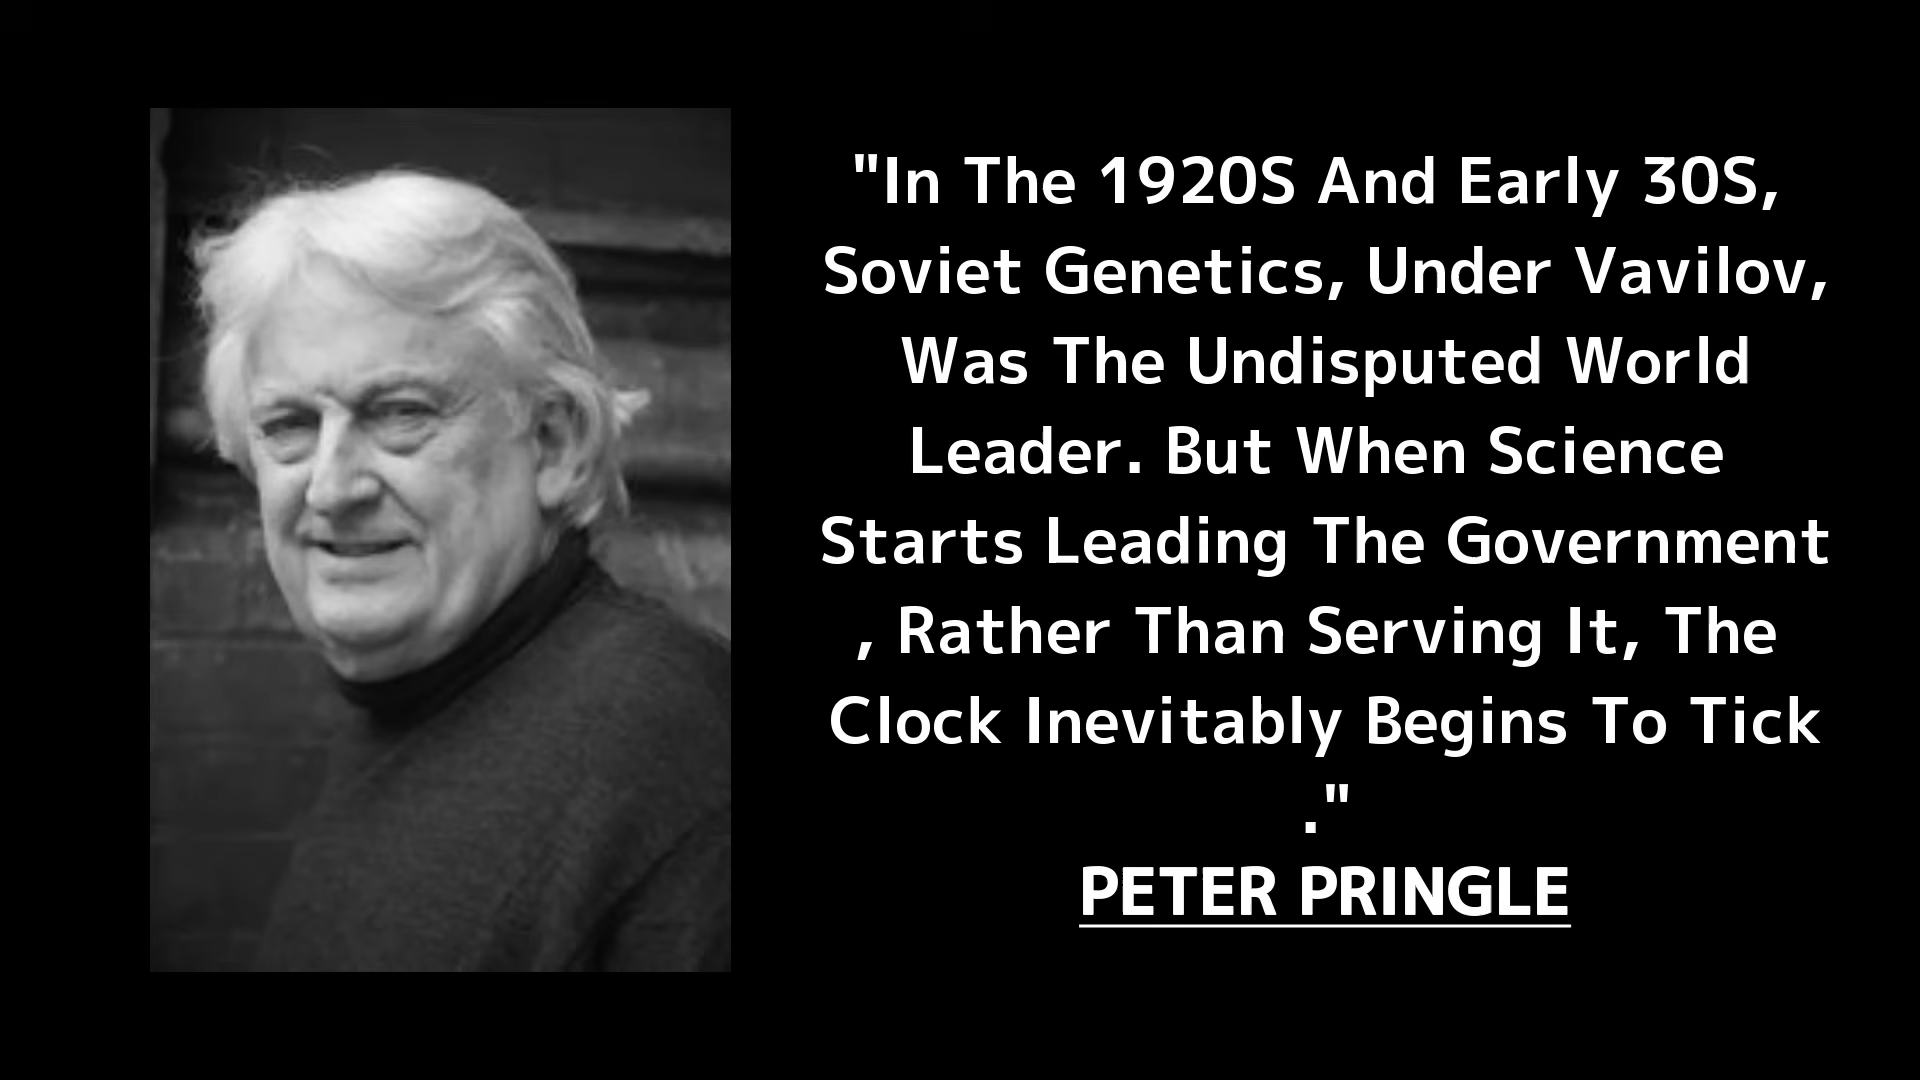 "In The 1920S And Early 30S,
Soviet Genetics, Under Vavilov,
Was The Undisputed World
Leader. But When Science
Starts Leading The Government
, Rather Than Serving It, The
Clock Inevitably Begins To Tick
."
PETER PRINGLE